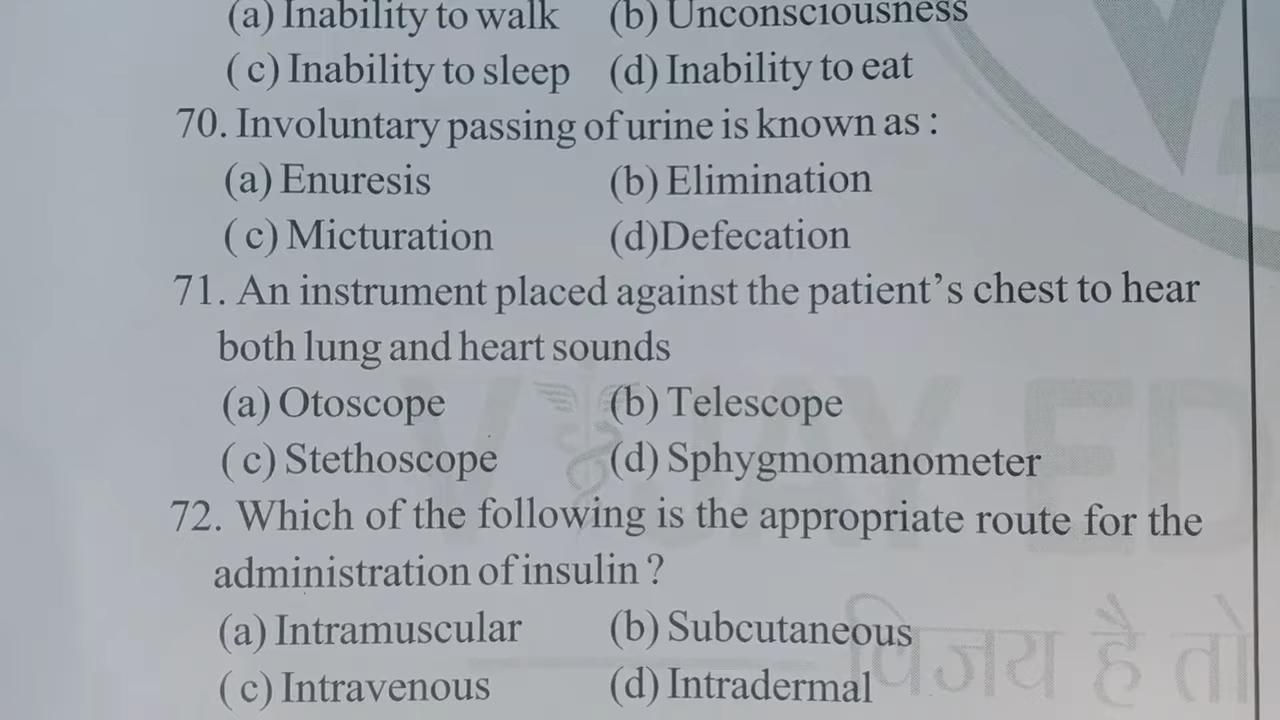 (a) Inability to walk (b) Unconsciousness
( c) Inability to sleep (d) Inability to eat
70. Involuntary passing of urine is known as :
(a) Enuresis (b) Elimination
( c) Micturation (d)Defecation
71. An instrument placed against the patient's chest to hear
both lung and heart sounds
(a) Otoscope (b) Telescope
( c) Stethoscope (d) Sphygmomanometer
72. Which of the following is the appropriate route for the
administration of insulin ?
(a) Intramuscular (b) Subcutaneous
( c) Intravenous (d) Intradermal
V JAY ED
विजय है तो